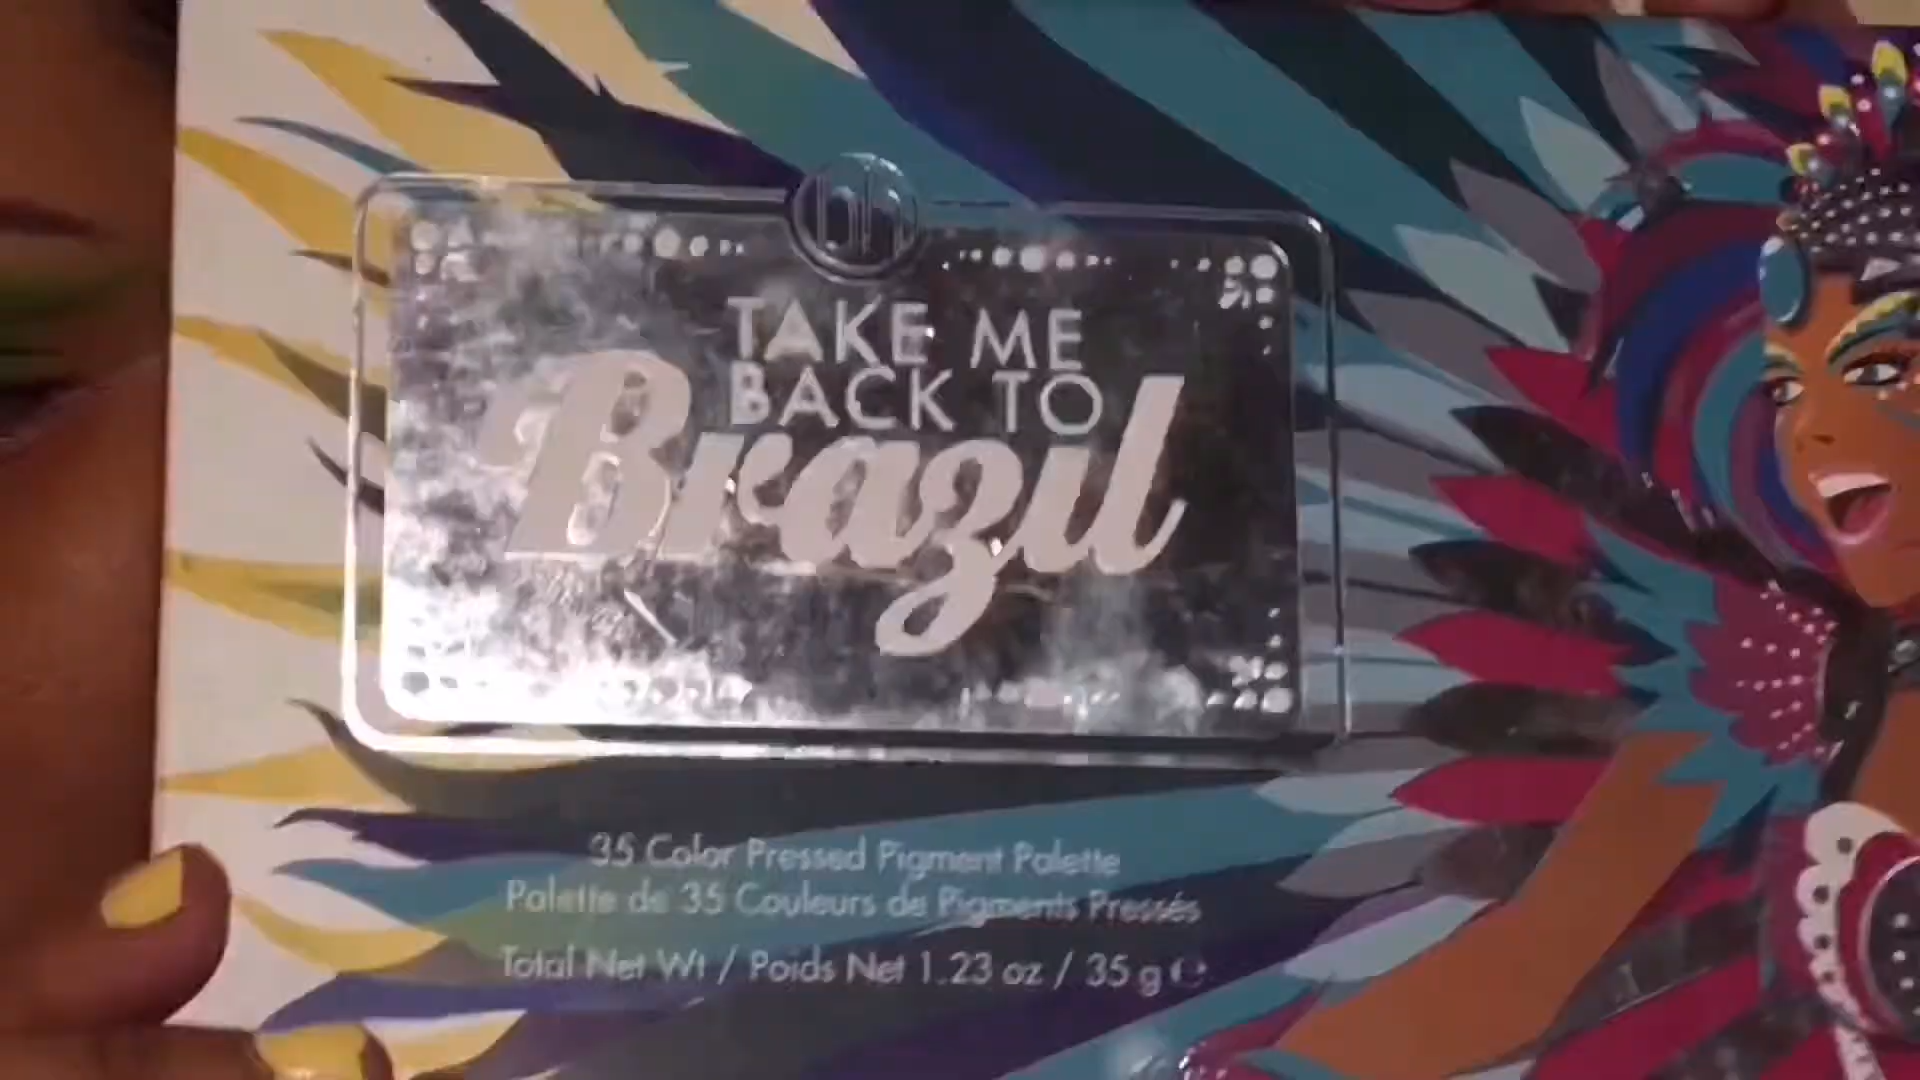 bh
TAKE ME
BACK TO
Brazil
35 Color Pressed Pigment Palette
Palette de 35 Couleurs de Pigments Pressés
Total Net Wt / Poids Net 1.23 oz / 35 g ℮